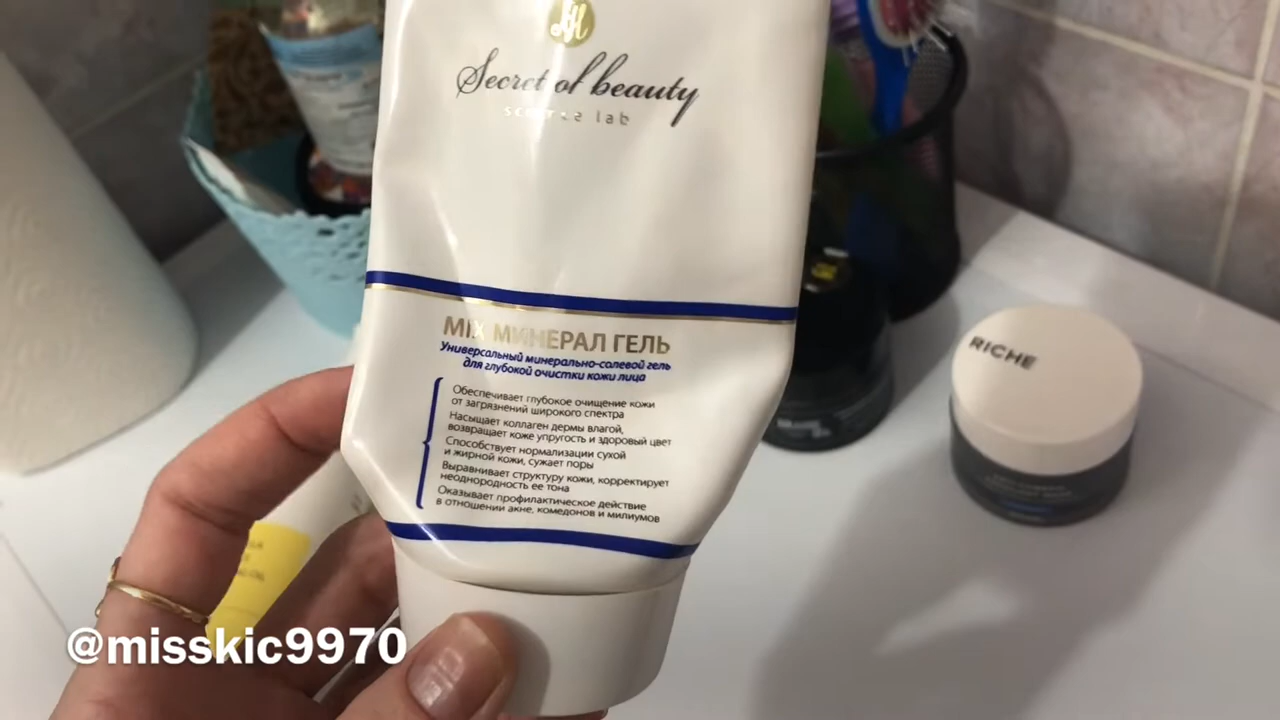 Secret of beauty
science lab
MIX МИНЕРАЛ ГЕЛЬ
Универсальный минерально-солевой гель
для глубокой очистки кожи лица
Обеспечивает глубокое очищение кожи
от загрязнений широкого спектра
Насыщает коллаген дермы влагой,
возвращает коже упругость и здоровый цвет
Способствует нормализации сухой
и жирной кожи, сужает поры
Выравнивает структуру кожи, корректирует
неоднородность ее тона
Оказывает профилактическое действие
в отношении акне, комедонов и милиумов
RICHE
@misskic9970